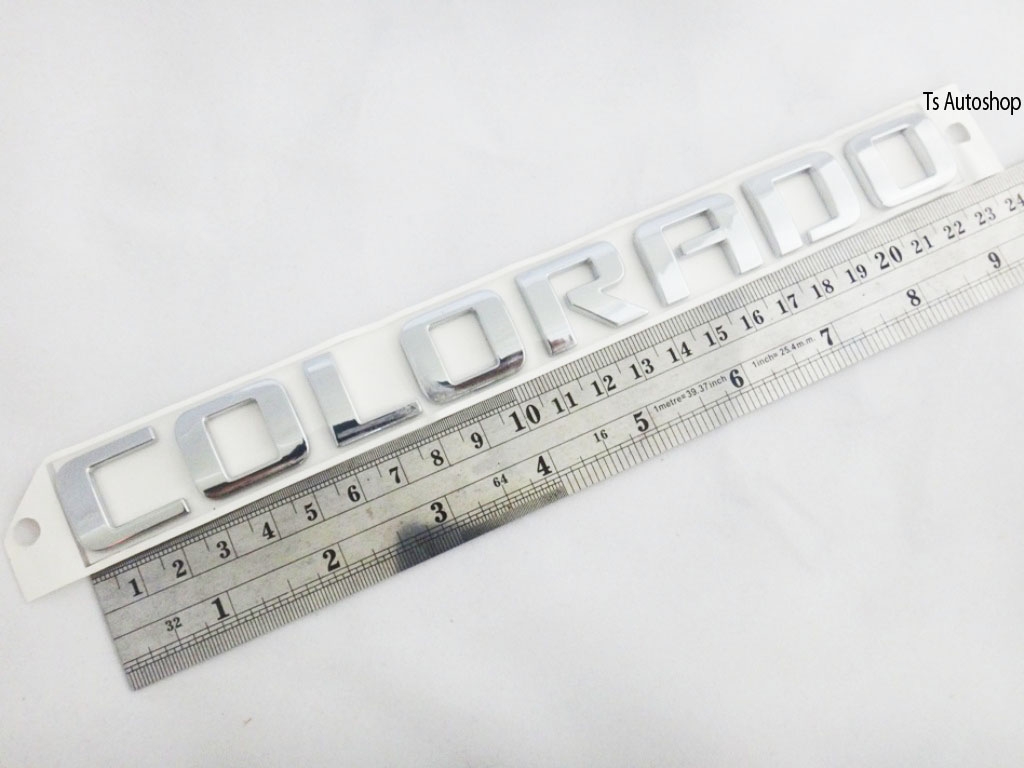 Ts Autoshop
COLORADO
1 2 3 4 5 6 7 8 9 10 11 12 13 14 15 16 17 18 19 20 21 22 23 24
32 1 2 3 64 4 16 5 1metre=39.37inch 6 1inch=25.4m.m. 7 8 9